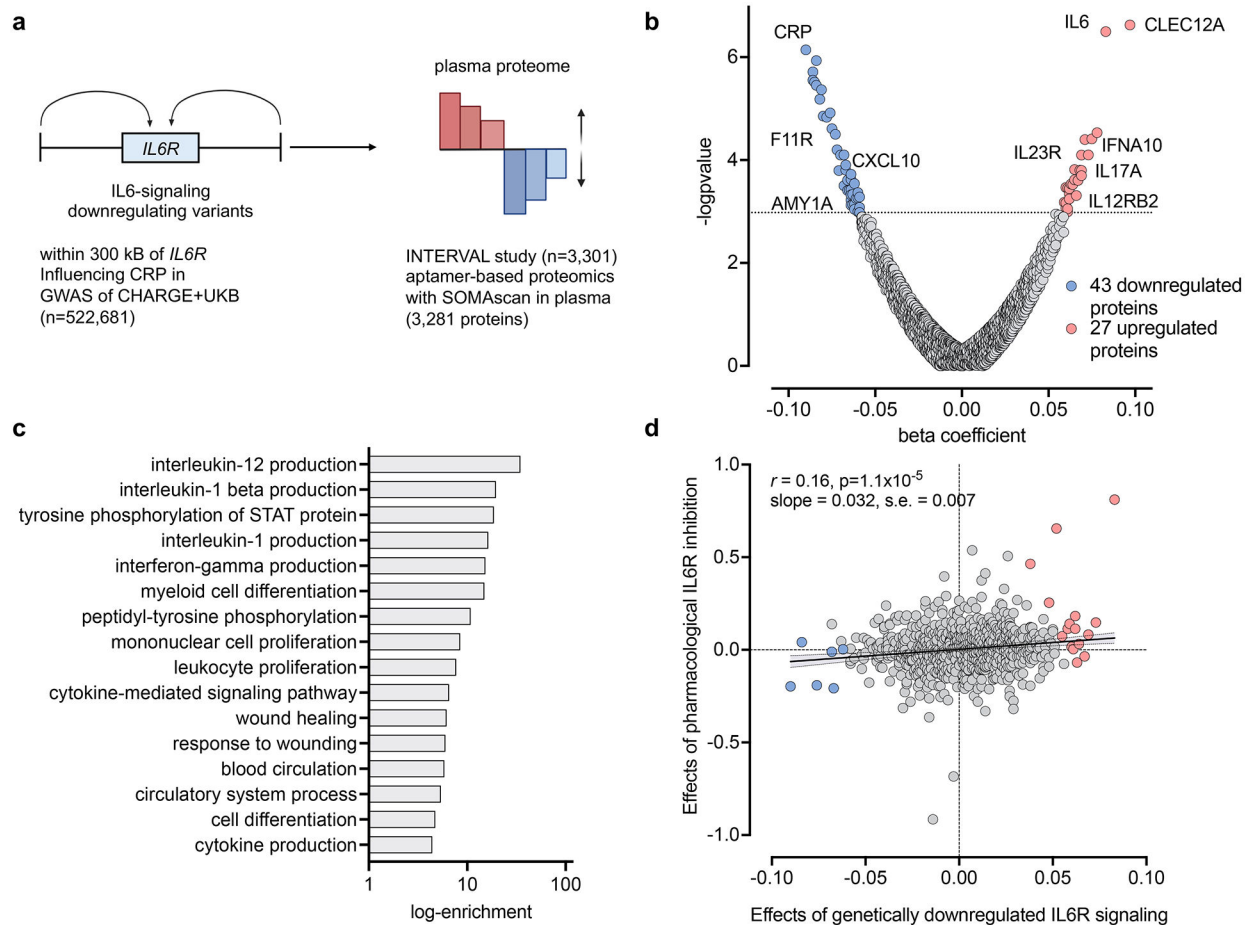 a
plasma proteome
IL6R
IL6-signaling
downregulating variants
within 300 kB of IL6R
Influencing CRP in
GWAS of CHARGE+UKB
(n=522,681)
INTERVAL study (n=3,301)
aptamer-based proteomics
with SOMAscan in plasma
(3,281 proteins)
b
-logpvalue
6
4
2
0
CRP
IL6
CLEC12A
F11R
CXCL10
AMY1A
IL23R
IFNA10
IL17A
IL12RB2
43 downregulated
proteins
27 upregulated
proteins
-0.10
-0.05
0.00
0.05
0.10
beta coefficient
c
interleukin-12 production
interleukin-1 beta production
tyrosine phosphorylation of STAT protein
interleukin-1 production
interferon-gamma production
myeloid cell differentiation
peptidyl-tyrosine phosphorylation
mononuclear cell proliferation
leukocyte proliferation
cytokine-mediated signaling pathway
wound healing
response to wounding
blood circulation
circulatory system process
cell differentiation
cytokine production
1
10
100
log-enrichment
d
Effects of pharmacological IL6R inhibition
1.0
0.5
0.0
-0.5
-1.0
r = 0.16, p=1.1x10-5
slope = 0.032, s.e. = 0.007
-0.10
-0.05
0.00
0.05
0.10
Effects of genetically downregulated IL6R signaling